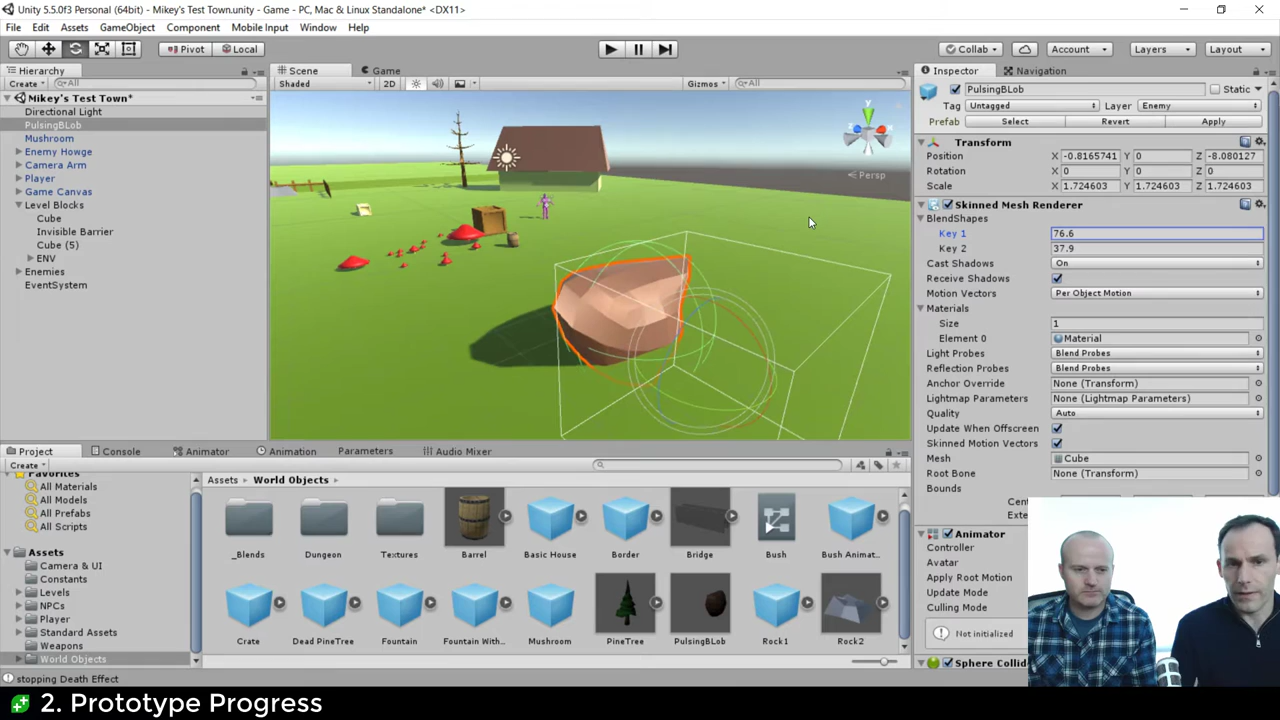 Unity 5.5.0f3 Personal (64bit) - Mikey's Test Town.unity - Game - PC, Mac & Linux Standalone* <DX11>
File Edit Assets GameObject Component Mobile Input Window Help
Pivot Local Collab Account Layers Layout
Hierarchy
Create All
Mikey's Test Town*
Directional Light
PulsingBLob
Mushroom
Enemy Howge
Camera Arm
Player
Game Canvas
Level Blocks
Cube
Invisible Barrier
Cube (5)
ENV
Enemies
EventSystem
Scene Game
Shaded 2D Gizmos All
y
Persp
Inspector Navigation
PulsingBLob Static
Tag Untagged Layer Enemy
Prefab Select Revert Apply
Transform
Position X -0.8165741 Y 0 Z -8.080127
Rotation X 0 Y 0 Z 0
Scale X 1.724603 Y 1.724603 Z 1.724603
Skinned Mesh Renderer
BlendShapes
Key 1 76.6
Key 2 37.9
Cast Shadows On
Receive Shadows
Motion Vectors Per Object Motion
Materials
Size 1
Element 0 Material
Light Probes Blend Probes
Reflection Probes Blend Probes
Anchor Override None (Transform)
Lightmap Parameters None (Lightmap Parameters)
Quality Auto
Update When Offscreen
Skinned Motion Vectors
Mesh Cube
Root Bone None (Transform)
Bounds
Animator
Controller
Avatar
Apply Root Motion
Update Mode
Culling Mode
Not initialized
Project Console Animator Animation Parameters Audio Mixer
Create
Favorites
All Materials
All Models
All Prefabs
All Scripts
Assets
Camera & UI
Constants
Levels
NPCs
Player
Standard Assets
Weapons
World Objects
Assets World Objects
_Blends Dungeon Textures Barrel Basic House Border Bridge Bush Bush Animat...
Crate Dead PineTree Fountain Fountain With... Mushroom PineTree PulsingBLob Rock1 Rock2
stopping Death Effect
2. Prototype Progress